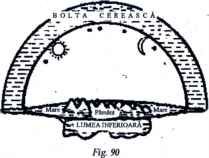 BOLTA CEREASCĂ
Mare Pământ Mare
LUMEA INFERIOARĂ
Fig. 90